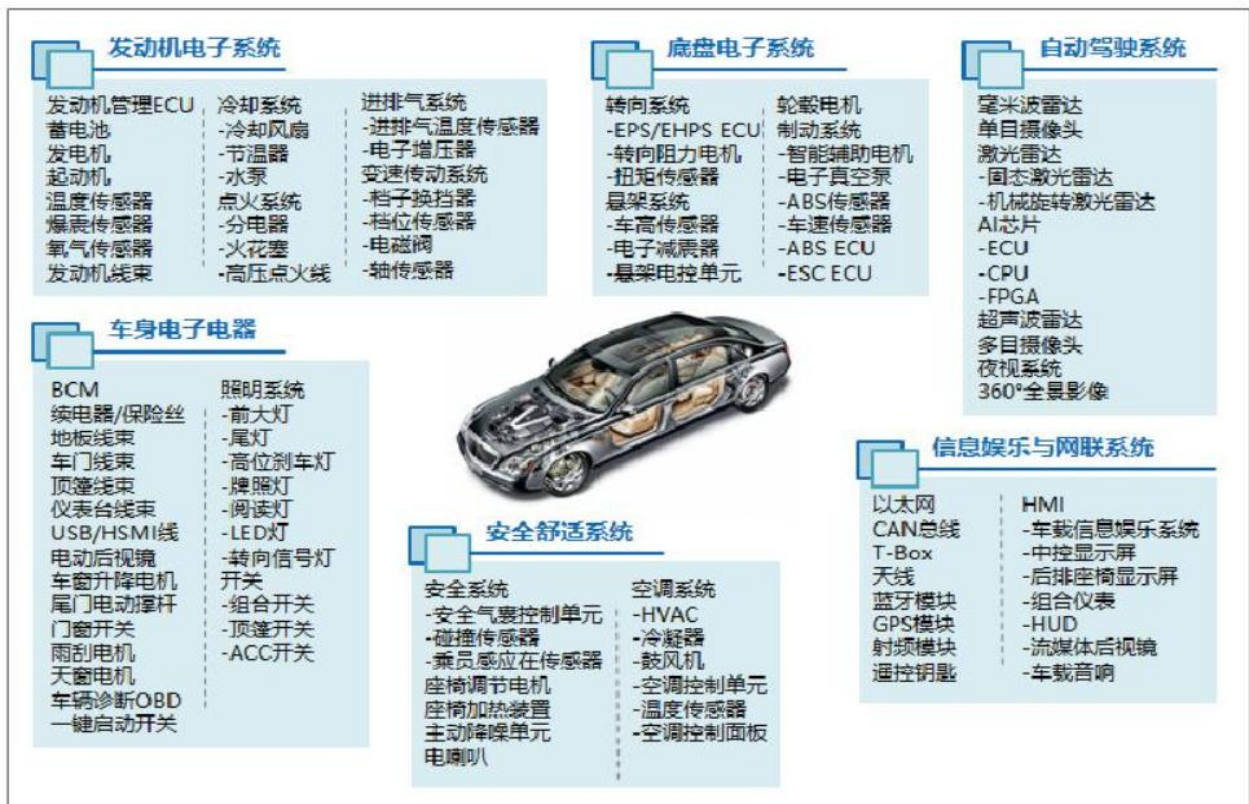 发动机电子系统
发动机管理ECU
蓄电池
发电机
起动机
温度传感器
爆震传感器
氧气传感器
发动机线束
冷却系统
-冷却风扇
-节温器
-水泵
点火系统
-分电器
-火花塞
-高压点火线
进排气系统
-进排气温度传感器
-电子增压器
变速传动系统
-档子换挡器
-档位传感器
-电磁阀
-轴传感器
底盘电子系统
转向系统
-EPS/EHPS ECU
-转向阻力电机
-扭矩传感器
悬架系统
-车高传感器
-电子减震器
-悬架电控单元
轮毂电机
制动系统
-智能辅助电机
-电子真空泵
-ABS传感器
-车速传感器
-ABS ECU
-ESC ECU
自动驾驶系统
毫米波雷达
单目摄像头
激光雷达
-固态激光雷达
-机械旋转激光雷达
AI芯片
-ECU
-CPU
-FPGA
超声波雷达
多目摄像头
夜视系统
360°全景影像
车身电子电器
BCM
续电器/保险丝
地板线束
车门线束
顶篷线束
仪表台线束
USB/HSMI线
电动后视镜
车窗升降电机
尾门电动撑杆
门窗开关
雨刮电机
天窗电机
车辆诊断OBD
一键启动开关
照明系统
-前大灯
-尾灯
-高位刹车灯
-牌照灯
-阅读灯
-LED灯
-转向信号灯
开关
-组合开关
-顶篷开关
-ACC开关
安全舒适系统
安全系统
-安全气裹控制单元
-碰撞传感器
-乘员感应在传感器
座椅调节电机
座椅加热装置
主动降噪单元
电喇叭
空调系统
-HVAC
-冷凝器
-鼓风机
-空调控制单元
-温度传感器
-空调控制面板
信息娱乐与网联系统
以太网
CAN总线
T-Box
天线
蓝牙模块
GPS模块
射频模块
遥控钥匙
HMI
-车载信息娱乐系统
-中控显示屏
-后排座椅显示屏
-组合仪表
-HUD
-流媒体后视镜
-车载音响